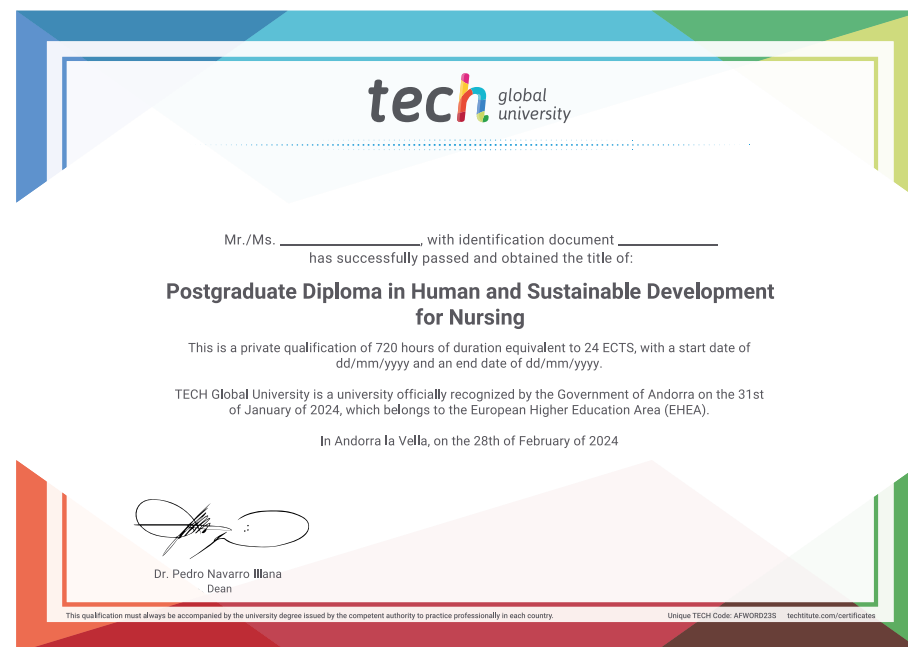 tech global university
Mr./Ms. ____________________, with identification document ______________
has successfully passed and obtained the title of:
Postgraduate Diploma in Human and Sustainable Development
for Nursing
This is a private qualification of 720 hours of duration equivalent to 24 ECTS, with a start date of
dd/mm/yyyy and an end date of dd/mm/yyyy.
TECH Global University is a university officially recognized by the Government of Andorra on the 31st
of January of 2024, which belongs to the European Higher Education Area (EHEA).
In Andorra la Vella, on the 28th of February of 2024
Dr. Pedro Navarro Illana
Dean
This qualification must always be accompanied by the university degree issued by the competent authority to practice professionally in each country. Unique TECH Code: AFWORD23S techtitute.com/certificates